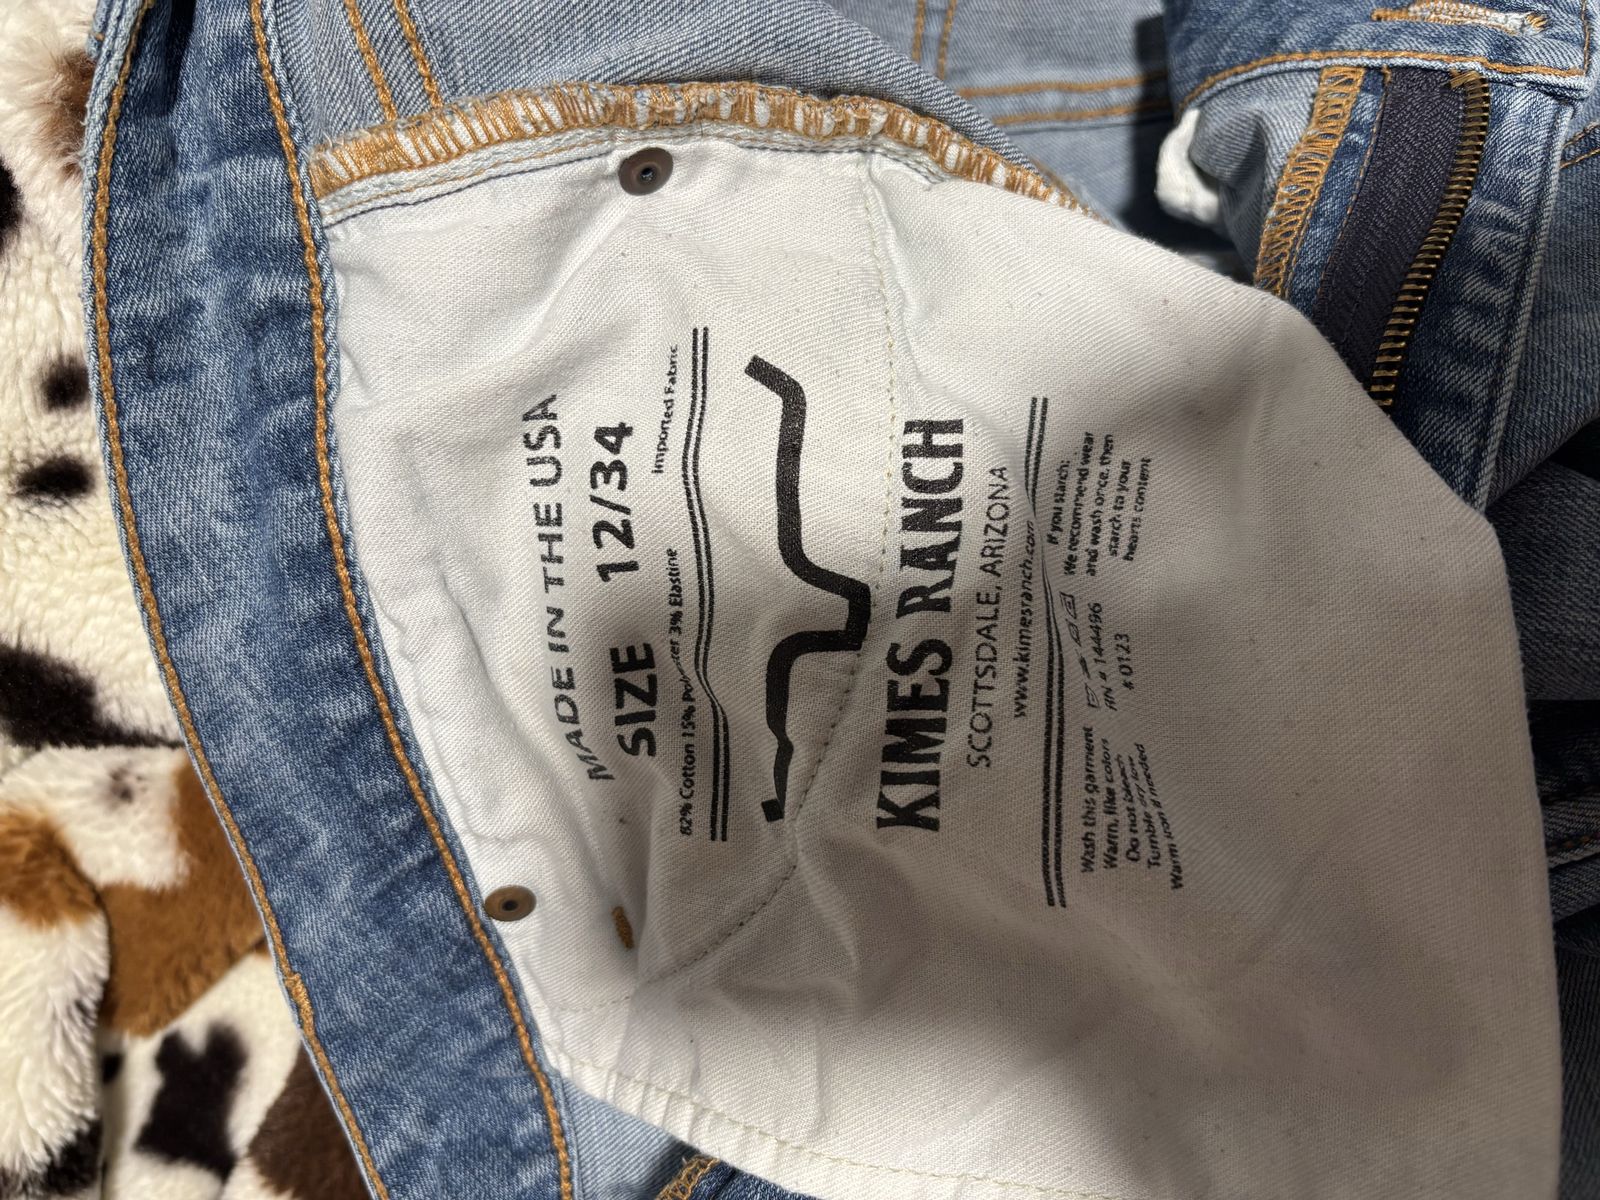 MADE IN THE USA
SIZE 12/34
82% Cotton 15% 3% Elastine Imported Fabric
KIMES RANCH
SCOTTSDALE, ARIZONA
www.kimesranch.com
Wash this garment
Warm, like colors
Do not bleach
Tumble dry
Warm iron if needed
RN # 144496
# 0123
If you starch:
We recommend wear
and wash once, then
starch to your
hearts content